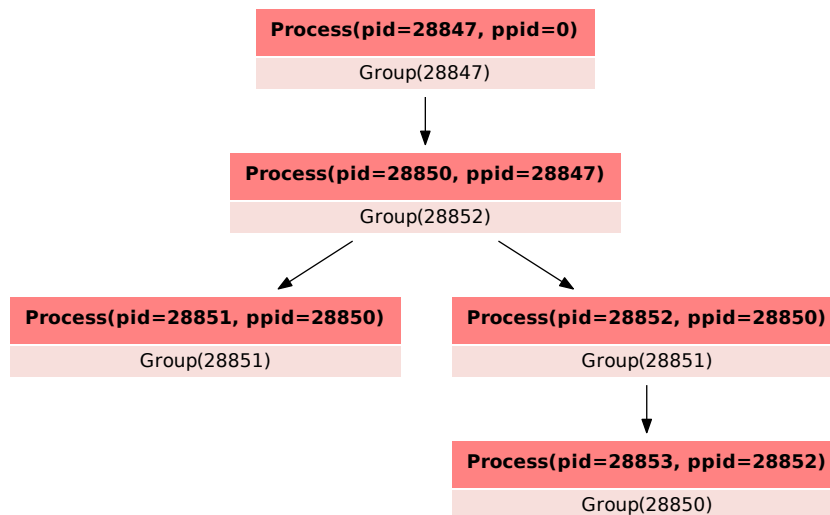 Process(pid=28847, ppid=0)
Group(28847)
Process(pid=28850, ppid=28847)
Group(28852)
Process(pid=28851, ppid=28850)
Group(28851)
Process(pid=28852, ppid=28850)
Group(28851)
Process(pid=28853, ppid=28852)
Group(28850)